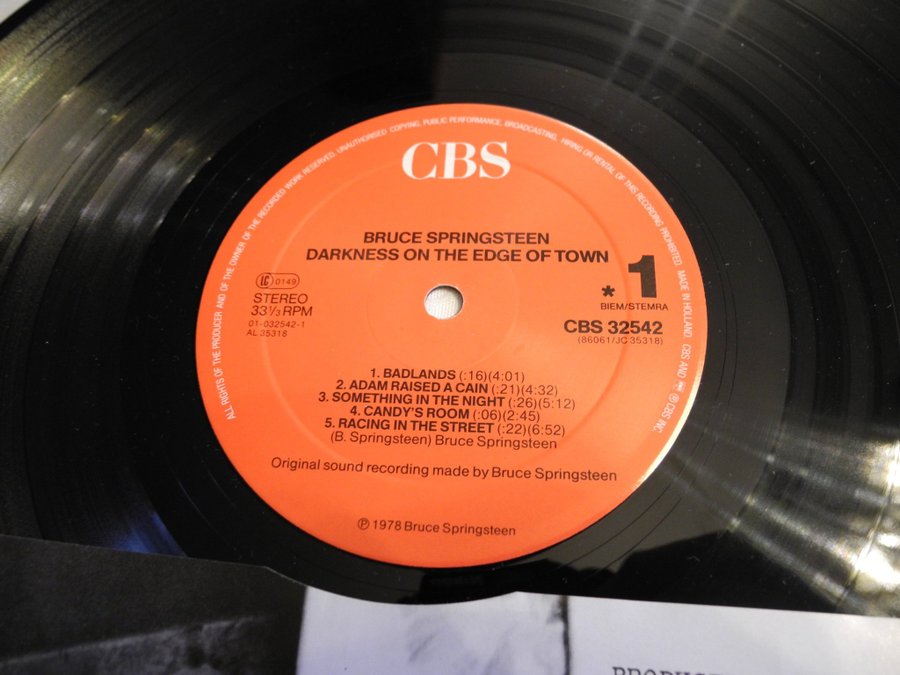 CBS
BRUCE SPRINGSTEEN
DARKNESS ON THE EDGE OF TOWN
LC 0149
STEREO
33 1/3 RPM
01-032542-1
AL 35318
* 1
BIEM/STEMRA
CBS 32542
(86061/JC 35318)
1. BADLANDS (:16)(4:01)
2. ADAM RAISED A CAIN (:21)(4:32)
3. SOMETHING IN THE NIGHT (:26)(5:12)
4. CANDY'S ROOM (:06)(2:45)
5. RACING IN THE STREET (:22)(6:52)
(B. Springsteen) Bruce Springsteen
Original sound recording made by Bruce Springsteen
℗ 1978 Bruce Springsteen
ALL RIGHTS OF THE PRODUCER AND OF THE OWNER OF THE RECORDED WORK RESERVED. UNAUTHORISED COPYING, PUBLIC PERFORMANCE, BROADCASTING, HIRING OR RENTAL OF THIS RECORDING PROHIBITED. MADE IN HOLLAND. CBS AND ® © CBS INC.